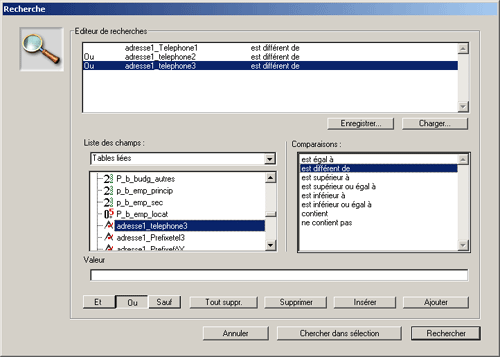 Recherche
Editeur de recherches
adresse1_Telephone1 est différent de
Ou adresse1_telephone2 est différent de
Ou adresse1_telephone3 est différent de
Enregistrer... Charger...
Liste des champs :
Tables liées
P_b_budg_autres
p_b_emp_princip
p_b_emp_sec
P_b_emp_locat
adresse1_telephone3
adresse1_Prefixetel3
adresse1_PrefixefAX
Comparaisons :
est égal à
est différent de
est supérieur à
est supérieur ou égal à
est inférieur à
est inférieur ou égal à
contient
ne contient pas
Valeur
Et Ou Sauf Tout suppr. Supprimer Insérer Ajouter
Annuler Chercher dans sélection Rechercher